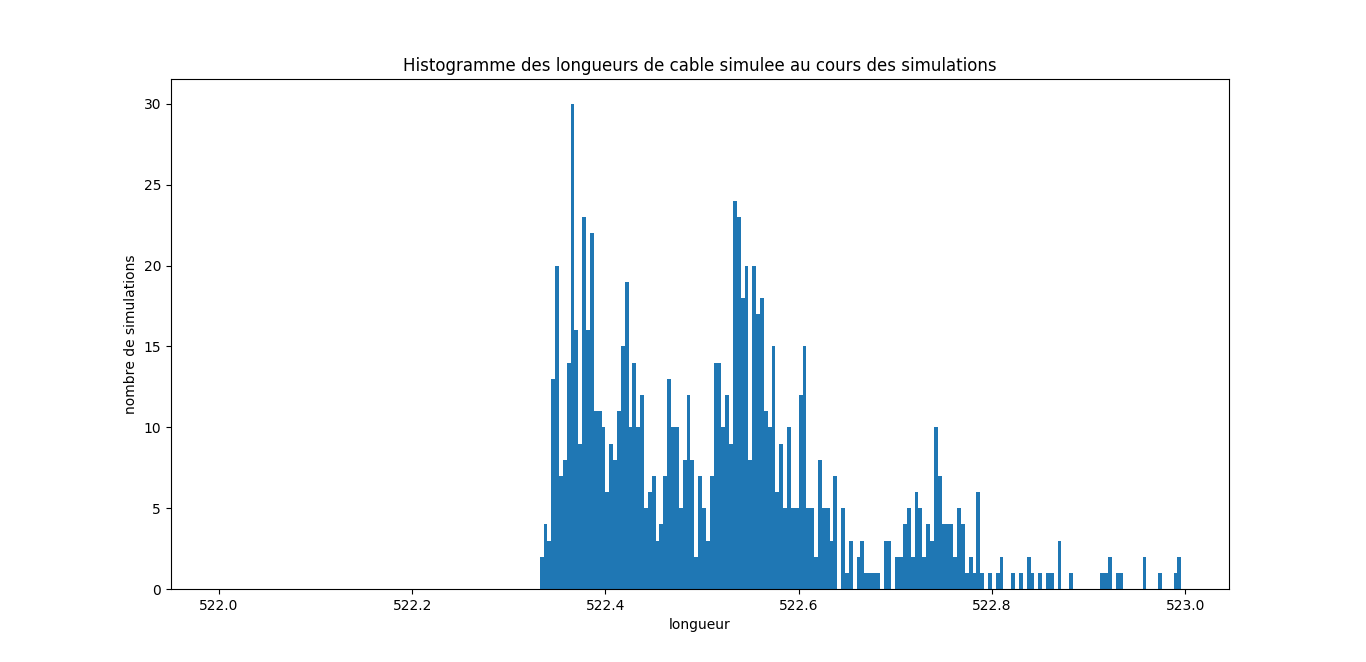 Histogramme des longueurs de cable simulee au cours des simulations
nombre de simulations
30
25
20
15
10
5
0
522.0 522.2 522.4 522.6 522.8 523.0
longueur